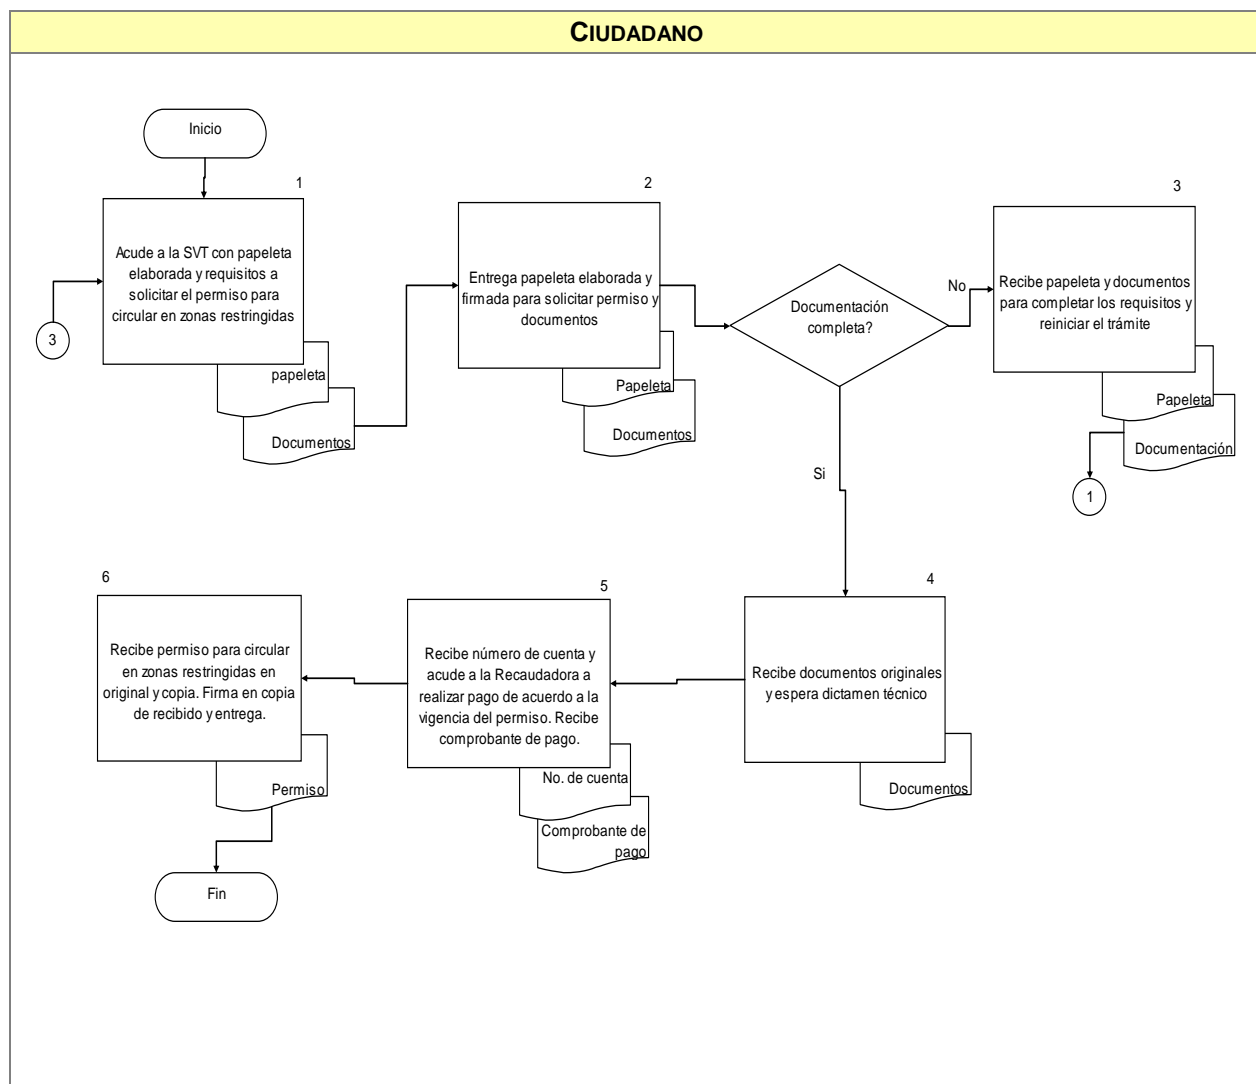 CIUDADANO
Inicio
1
Acude a la SVT con papeleta
elaborada y requisitos a
solicitar el permiso para
circular en zonas restringidas
papeleta
Documentos
3
2
Entrega papeleta elaborada y
firmada para solicitar permiso y
documentos
Papeleta
Documentos
Documentación
completa?
No
Si
3
Recibe papeleta y documentos
para completar los requisitos y
reiniciar el trámite
Papeleta
Documentación
1
4
Recibe documentos originales
y espera dictamen técnico
Documentos
5
Recibe número de cuenta y
acude a la Recaudadora a
realizar pago de acuerdo a la
vigencia del permiso. Recibe
comprobante de pago.
No. de cuenta
Comprobante de
pago
6
Recibe permiso para circular
en zonas restringidas en
original y copia. Firma en copia
de recibido y entrega.
Permiso
Fin